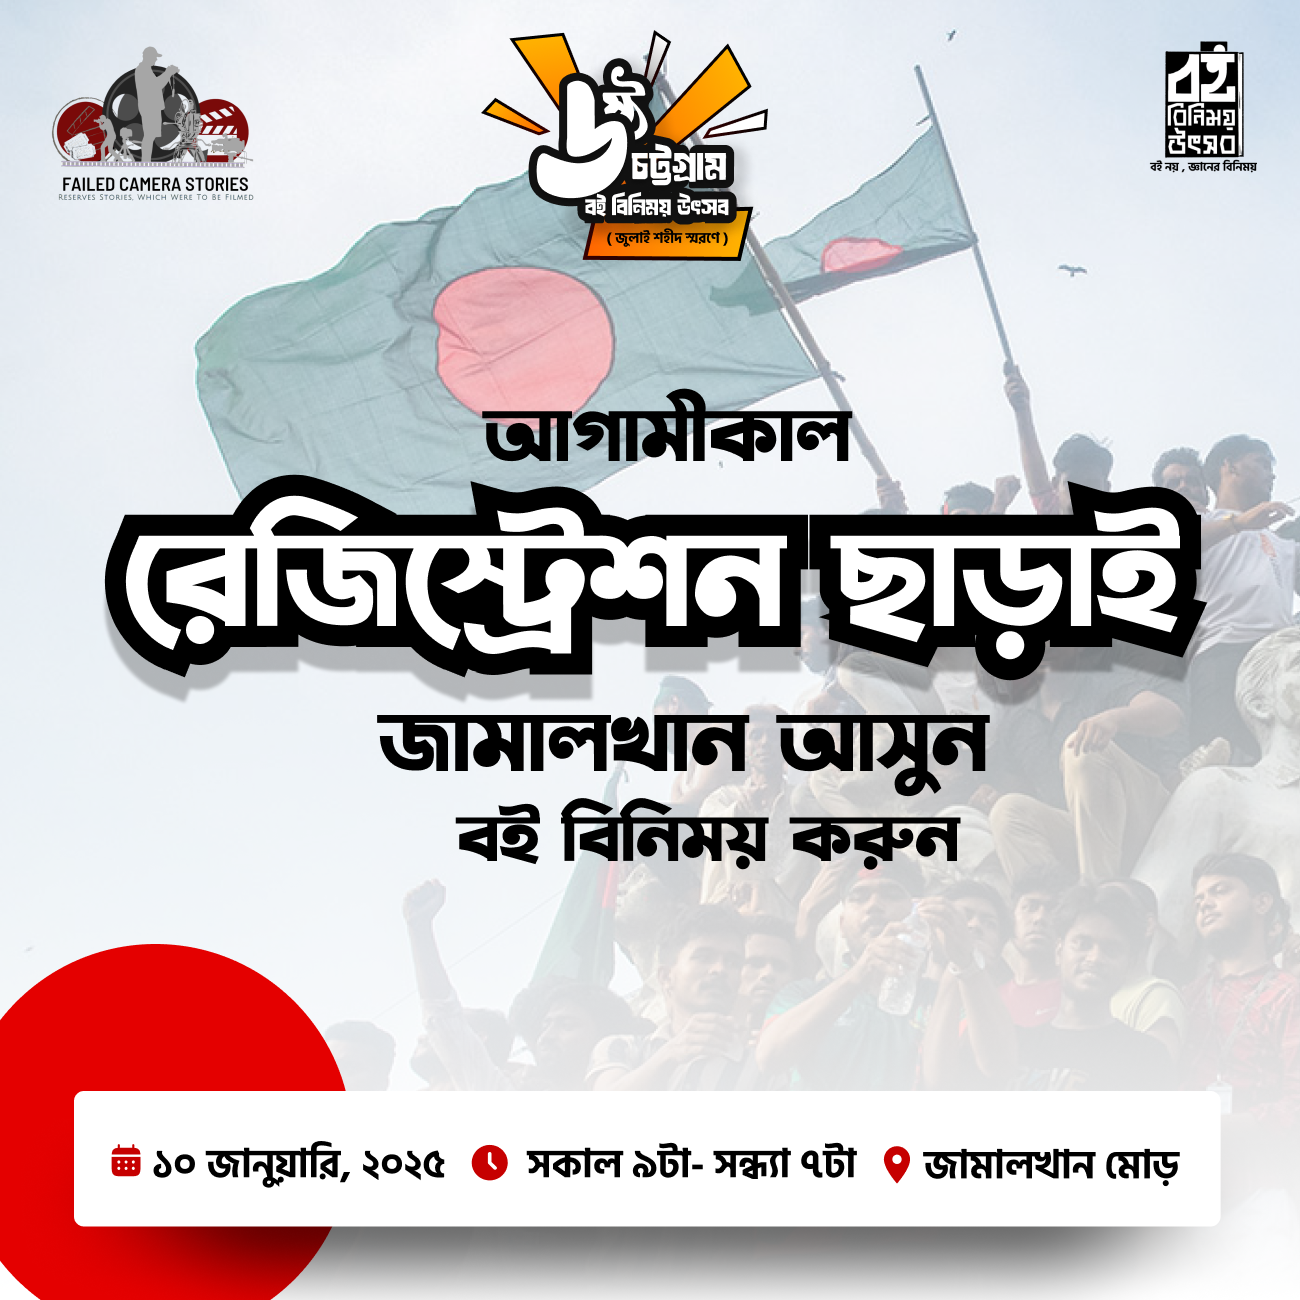 FAILED CAMERA STORIES
RESERVES STORIES, WHICH WERE TO BE FILMED
৬ষ্ঠ
চট্টগ্রাম
বই বিনিময় উৎসব
( জুলাই শহীদ স্মরণে )
বই
বিনিময়
উৎসব
বই নয় , জ্ঞানের বিনিময়
আগামীকাল
রেজিস্ট্রেশন ছাড়াই
জামালখান আসুন
বই বিনিময় করুন
১০ জানুয়ারি, ২০২৫
সকাল ৯টা- সন্ধ্যা ৭টা
জামালখান মোড়